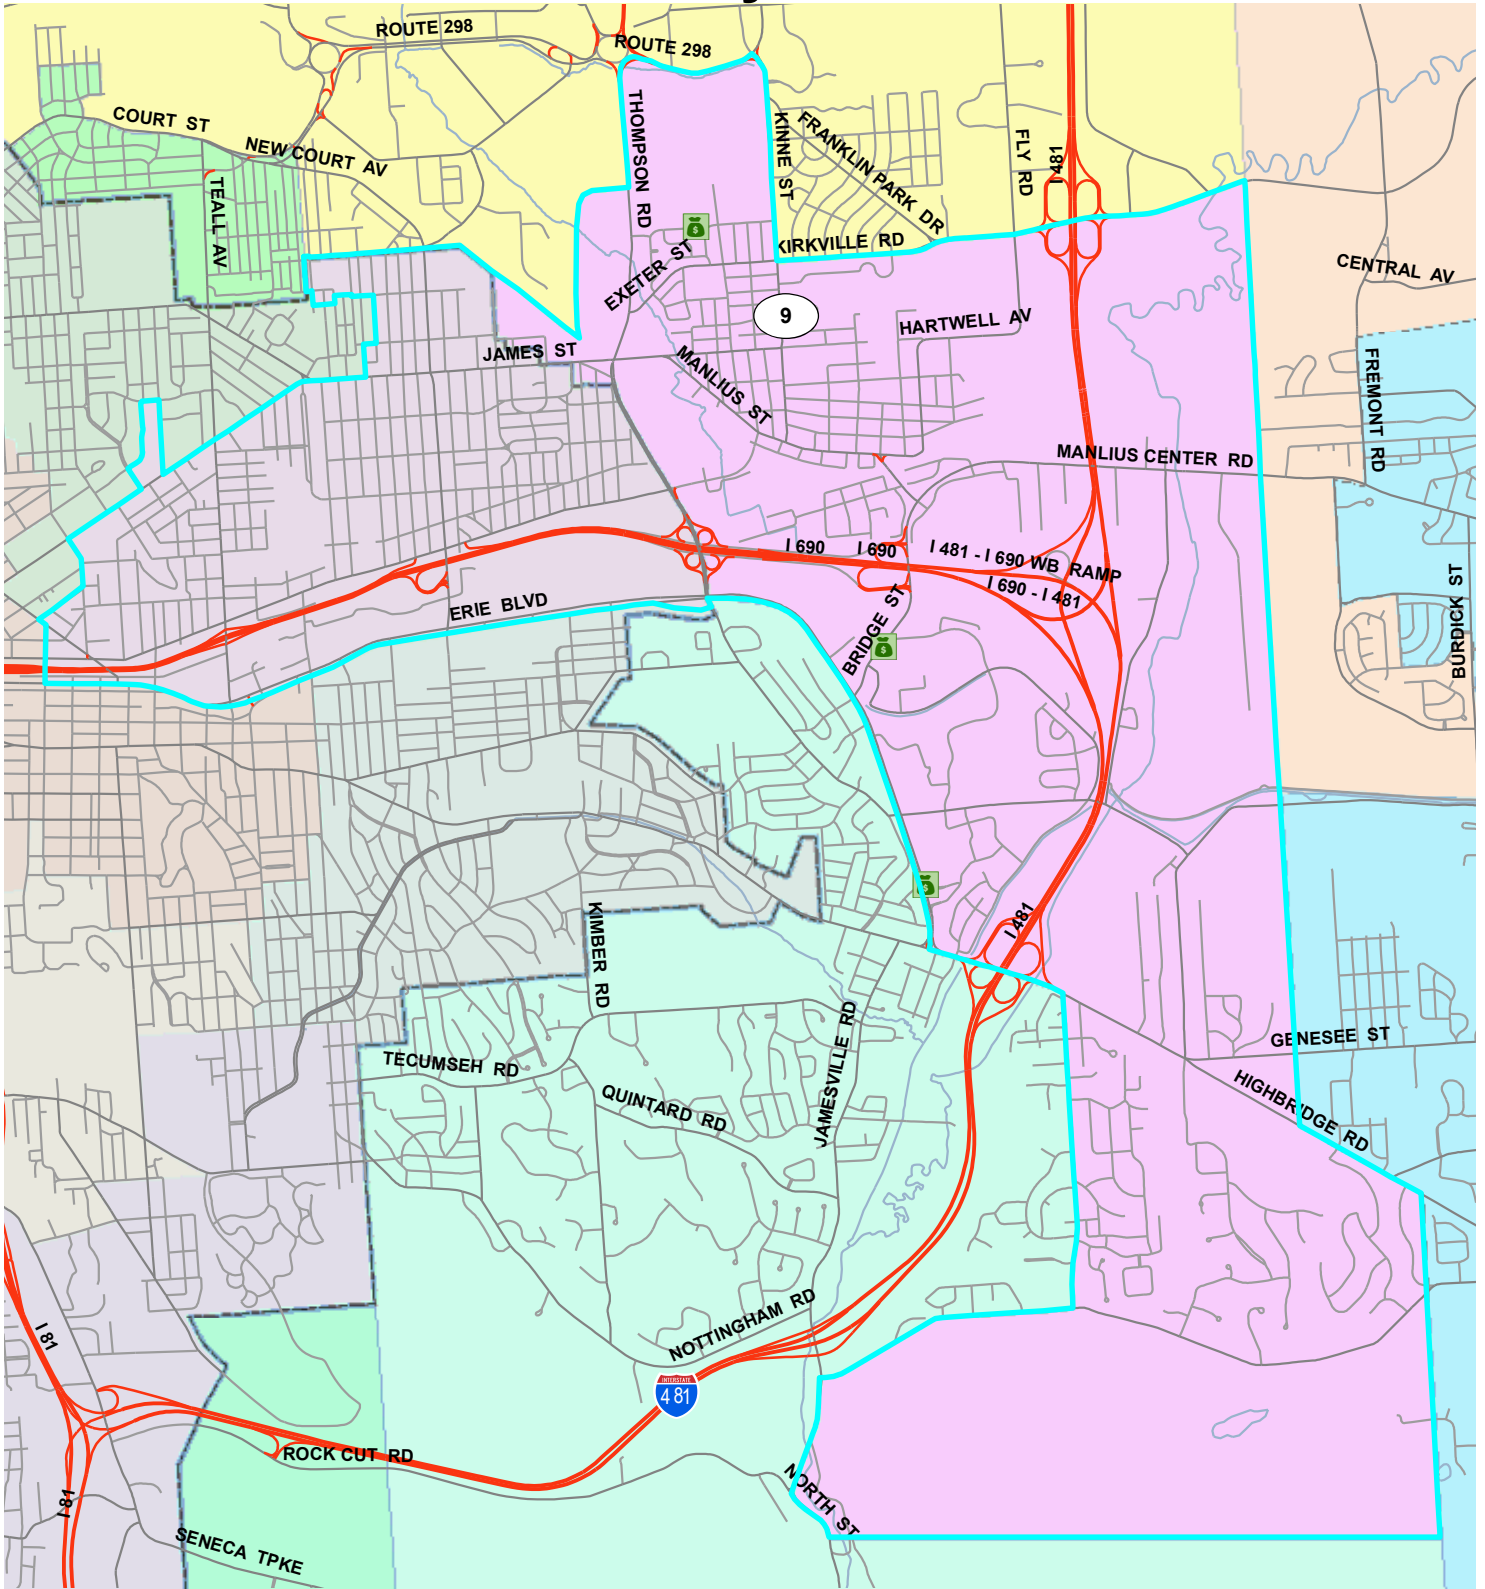 ROUTE 298
ROUTE 298
COURT ST
NEW COURT AV
TEALL AV
THOMPSON RD
KINNE ST
FRANKLIN PARK DR
FLY RD
I 481
KIRKVILLE RD
EXETER ST
$
CENTRAL AV
9
HARTWELL AV
JAMES ST
MANLIUS ST
FREMONT RD
MANLIUS CENTER RD
I 690
I 690
I 481 - I 690 WB RAMP
I 690 - I 481
ERIE BLVD
BRIDGE ST
$
BURDICK ST
$
KIMBER RD
I 481
JAMESVILLE RD
GENESEE ST
TECUMSEH RD
QUINTARD RD
HIGHBRIDGE RD
NOTTINGHAM RD
I 81
INTERSTATE
481
ROCK CUT RD
I 81
NORTH ST
SENECA TPKE